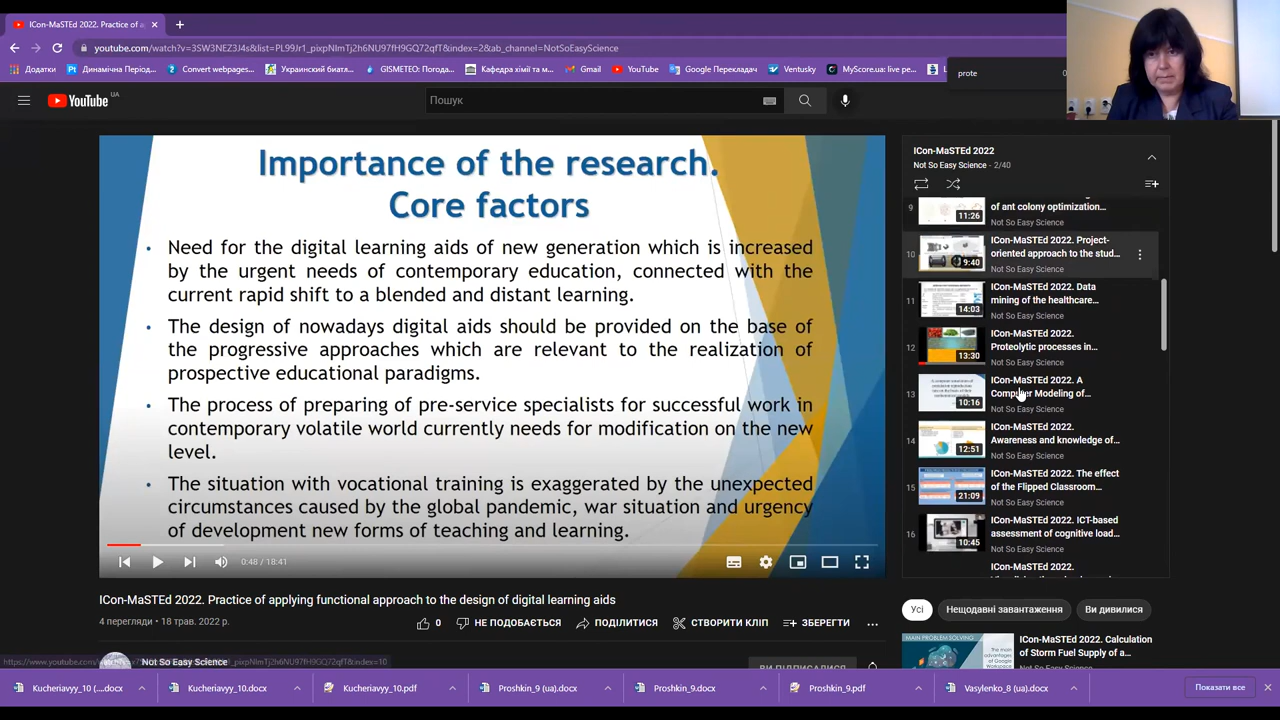 ICon-MaSTEd 2022. Practice of a
youtube.com/watch?v=3SW3NEZ3J4s&list=PL99Jr1_pixpNlmTj2h6NU97fH9GQ72qfT&index=2&ab_channel=NotSoEasyScience
Додатки
Динамічна Період...
Convert webpages...
Украинский биатл...
GISMETEO: Погода...
Кафедра хімії та м...
Gmail
YouTube
Google Перекладач
Ventusky
MyScore.ua: live ре...
prote
YouTube UA
Пошук
Importance of the research.
Core factors
• Need for the digital learning aids of new generation which is increased
by the urgent needs of contemporary education, connected with the
current rapid shift to a blended and distant learning.
• The design of nowadays digital aids should be provided on the base of
the progressive approaches which are relevant to the realization of
prospective educational paradigms.
• The process of preparing of pre-service specialists for successful work in
contemporary volatile world currently needs for modification on the new
level.
• The situation with vocational training is exaggerated by the unexpected
circumstances caused by the global pandemic, war situation and urgency
of development new forms of teaching and learning.
0:48 / 18:41
ICon-MaSTEd 2022. Practice of applying functional approach to the design of digital learning aids
4 перегляди • 18 трав. 2022 р.
0
НЕ ПОДОБАЄТЬСЯ
ПОДІЛИТИСЯ
СТВОРИТИ КЛІП
ЗБЕРЕГТИ
Not So Easy Science
ВИ ПІДПИСАЛИСЯ
ICon-MaSTEd 2022
Not So Easy Science - 2/40
9
11:26
of ant colony optimization...
Not So Easy Science
10
9:40
ICon-MaSTEd 2022. Project-
oriented approach to the stud...
Not So Easy Science
11
14:03
ICon-MaSTEd 2022. Data
mining of the healthcare...
Not So Easy Science
12
13:30
ICon-MaSTEd 2022.
Proteolytic processes in...
Not So Easy Science
13
10:16
ICon-MaSTEd 2022. A
Computer Modeling of...
Not So Easy Science
14
12:51
ICon-MaSTEd 2022.
Awareness and knowledge of...
Not So Easy Science
15
21:09
ICon-MaSTEd 2022. The effect
of the Flipped Classroom...
Not So Easy Science
16
10:45
ICon-MaSTEd 2022. ICT-based
assessment of cognitive load...
Not So Easy Science
ICon-MaSTEd 2022.
Усі
Нещодавні завантаження
Ви дивилися
MAIN PROBLEM SOLVING
The main
advantages
of Google
Workspace
ICon-MaSTEd 2022. Calculation
of Storm Fuel Supply of a...
Kucheriavyy_10 (....docx
Kucheriavyy_10.docx
Kucheriavyy_10.pdf
Proshkin_9 (ua).docx
Proshkin_9.docx
Proshkin_9.pdf
Vasylenko_8 (ua).docx
Показати все